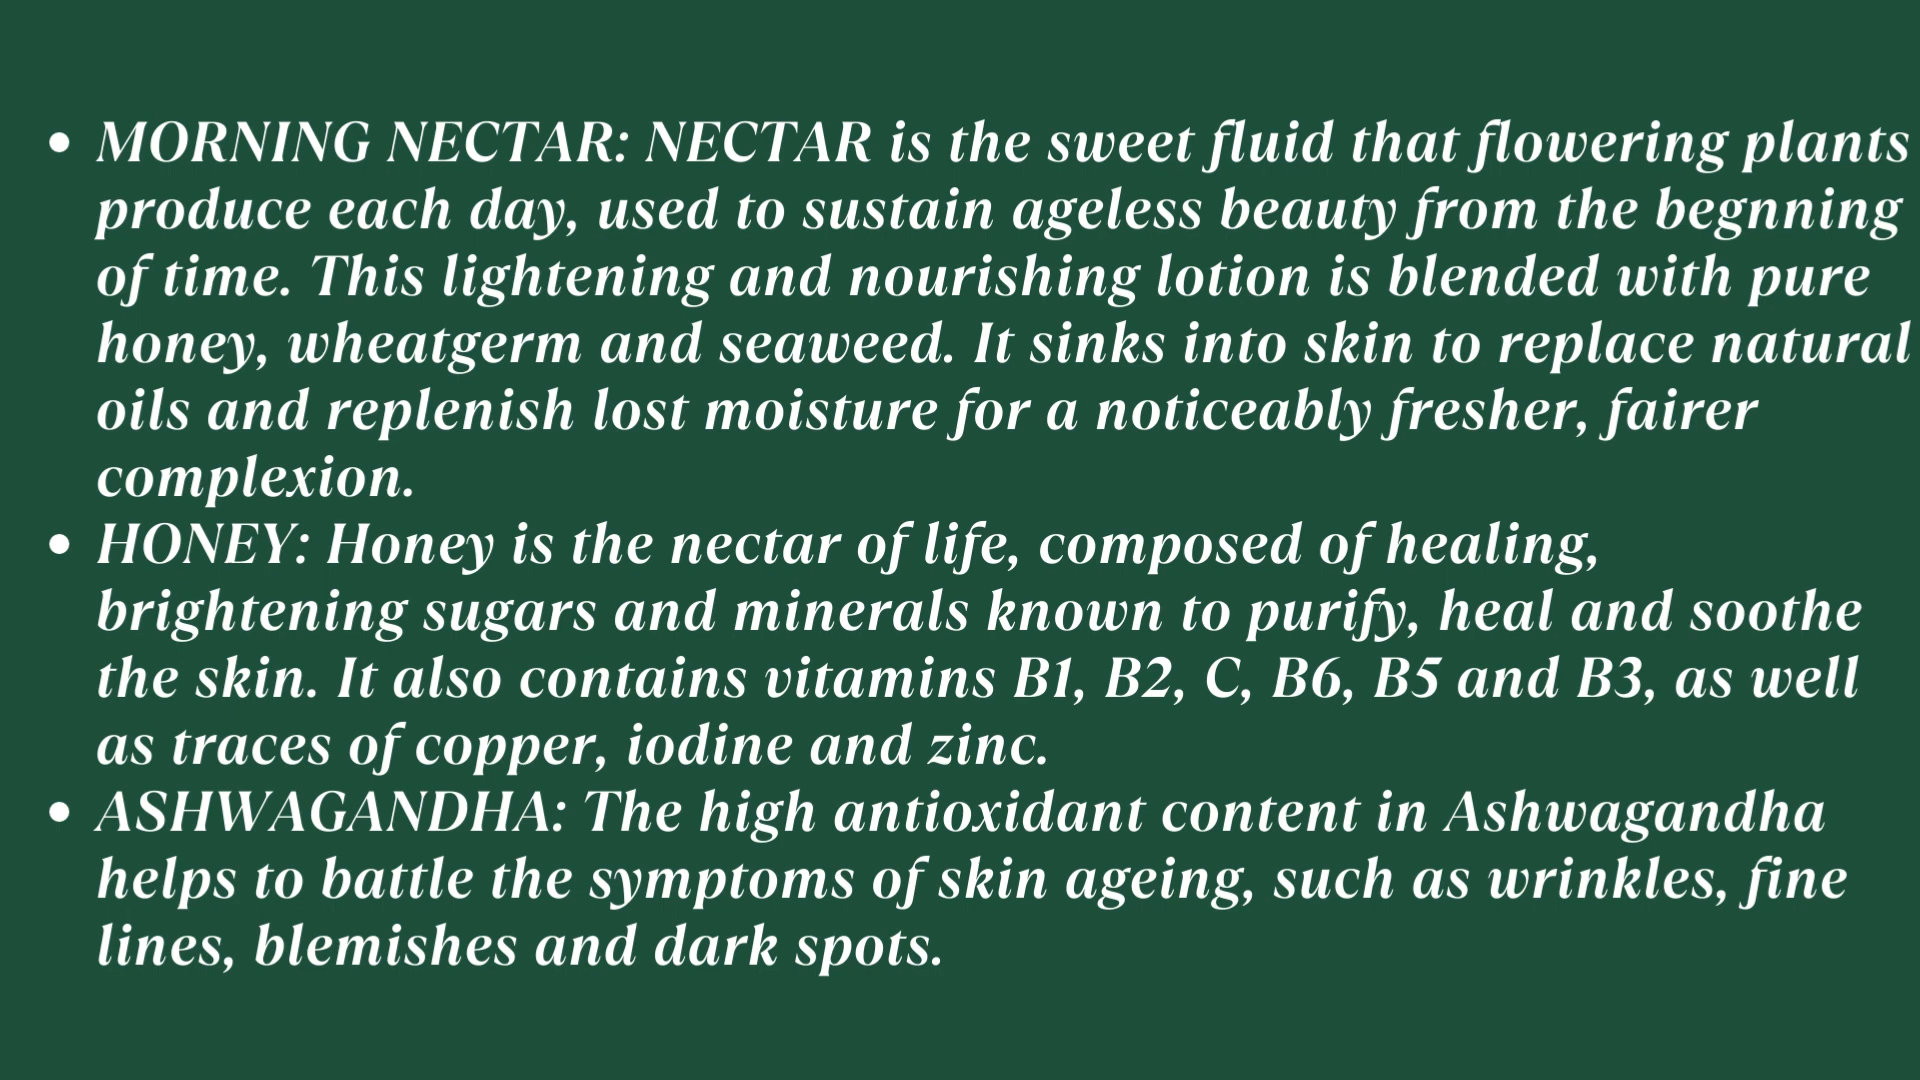 • MORNING NECTAR: NECTAR is the sweet fluid that flowering plants
produce each day, used to sustain ageless beauty from the begnning
of time. This lightening and nourishing lotion is blended with pure
honey, wheatgerm and seaweed. It sinks into skin to replace natural
oils and replenish lost moisture for a noticeably fresher, fairer
complexion.
• HONEY: Honey is the nectar of life, composed of healing,
brightening sugars and minerals known to purify, heal and soothe
the skin. It also contains vitamins B1, B2, C, B6, B5 and B3, as well
as traces of copper, iodine and zinc.
• ASHWAGANDHA: The high antioxidant content in Ashwagandha
helps to battle the symptoms of skin ageing, such as wrinkles, fine
lines, blemishes and dark spots.